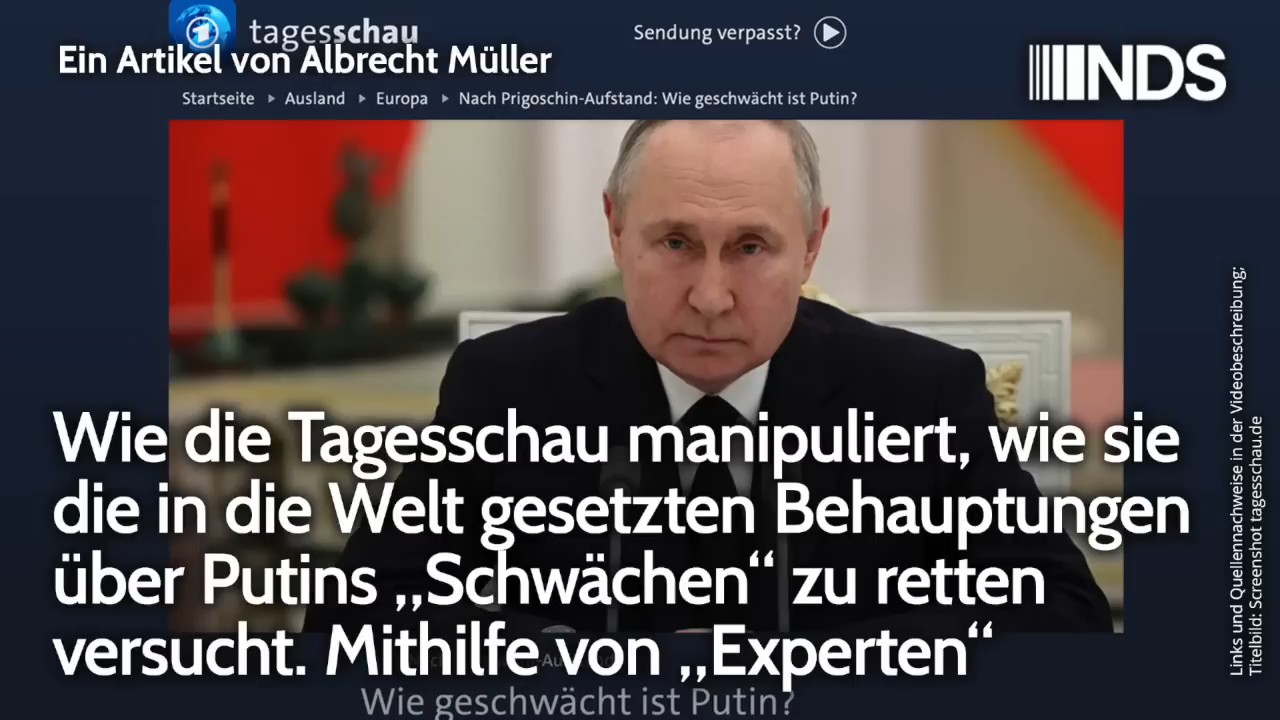 tagesschau
Sendung verpasst?
Ein Artikel von Albrecht Müller
NDS
Startseite ▸ Ausland ▸ Europa ▸ Nach Prigoschin-Aufstand: Wie geschwächt ist Putin?
Wie die Tagesschau manipuliert, wie sie
die in die Welt gesetzten Behauptungen
über Putins „Schwächen“ zu retten
versucht. Mithilfe von „Experten“
Wie geschwächt ist Putin?
Links und Quellennachweise in der Videobeschreibung;
Titelbild: Screenshot tagesschau.de